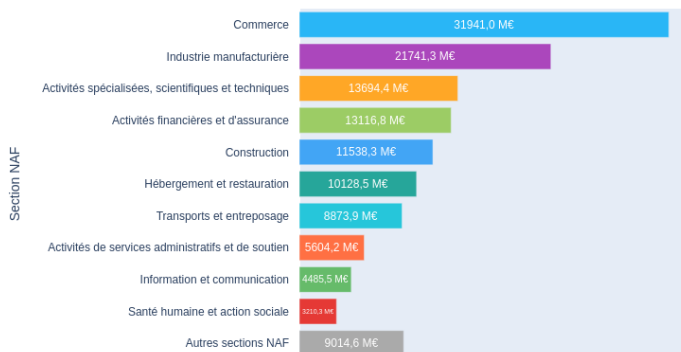 Section NAF
Commerce 31941,0 M€
Industrie manufacturière 21741,3 M€
Activités spécialisées, scientifiques et techniques 13694,4 M€
Activités financières et d'assurance 13116,8 M€
Construction 11538,3 M€
Hébergement et restauration 10128,5 M€
Transports et entreposage 8873,9 M€
Activités de services administratifs et de soutien 5604,2 M€
Information et communication 4485,5 M€
Santé humaine et action sociale 3210,3 M€
Autres sections NAF 9014,6 M€